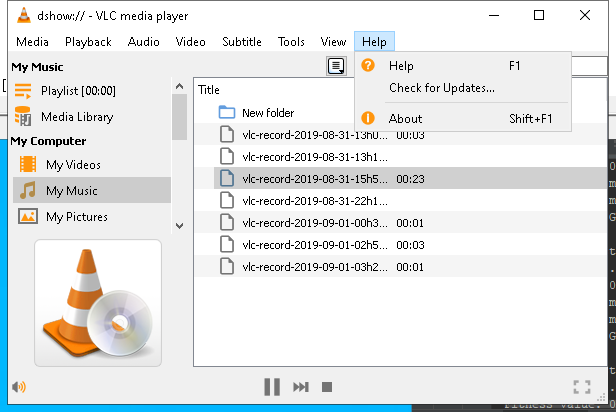 dshow:// - VLC media player
Media Playback Audio Video Subtitle Tools View Help
My Music
Playlist [00:00]
Media Library
My Computer
My Videos
My Music
My Pictures
Help F1
Check for Updates...
About Shift+F1
Title
New folder
vlc-record-2019-08-31-13h0... 00:03
vlc-record-2019-08-31-13h1...
vlc-record-2019-08-31-15h5... 00:23
vlc-record-2019-08-31-22h1...
vlc-record-2019-09-01-00h3... 00:01
vlc-record-2019-09-01-02h5... 00:03
vlc-record-2019-09-01-03h2... 00:01